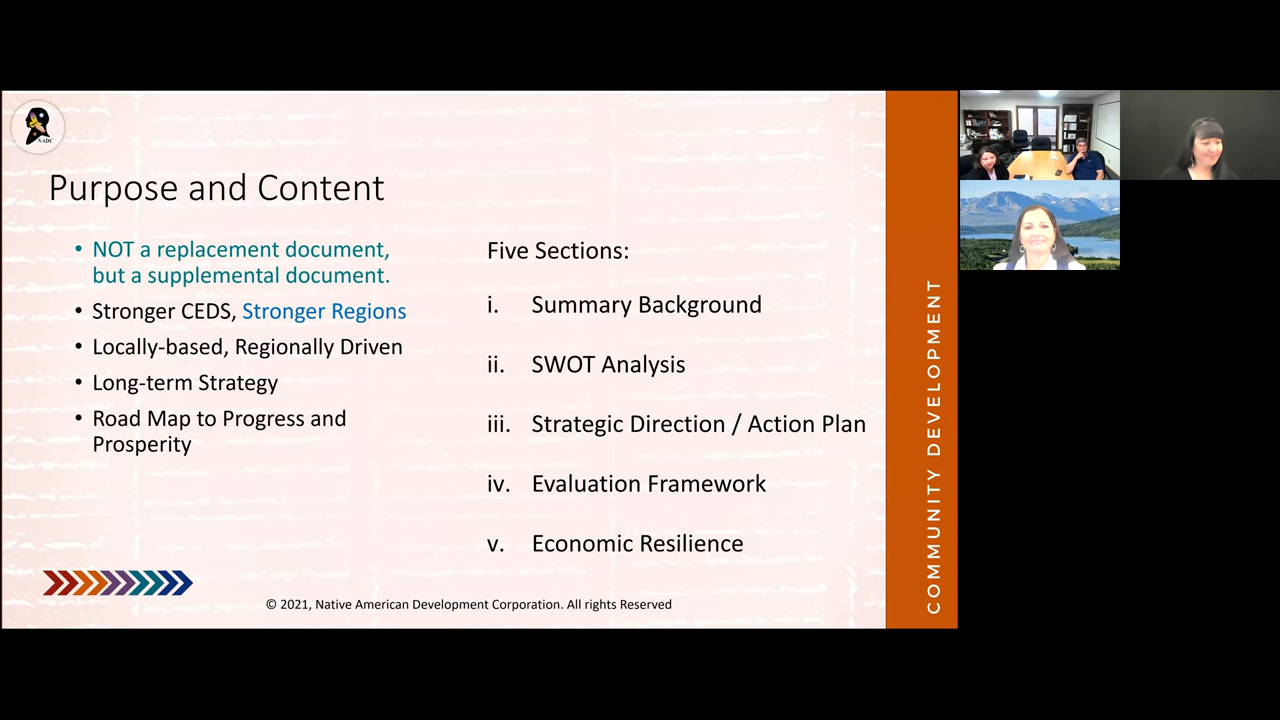 NADC
Purpose and Content
• NOT a replacement document,
but a supplemental document.
• Stronger CEDS, Stronger Regions
• Locally-based, Regionally Driven
• Long-term Strategy
• Road Map to Progress and
Prosperity
Five Sections:
i. Summary Background
ii. SWOT Analysis
iii. Strategic Direction / Action Plan
iv. Evaluation Framework
v. Economic Resilience
© 2021, Native American Development Corporation. All rights Reserved
COMMUNITY DEVELOPMENT